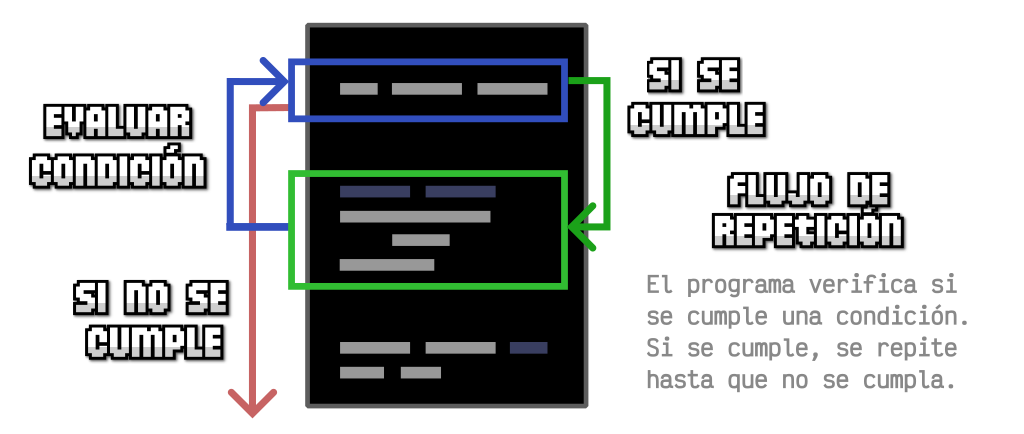 EVALUAR
CONDICIÓN
SI NO SE
CUMPLE
SI SE
CUMPLE
FLUJO DE
REPETICIÓN
El programa verifica si
se cumple una condición.
Si se cumple, se repite
hasta que no se cumpla.